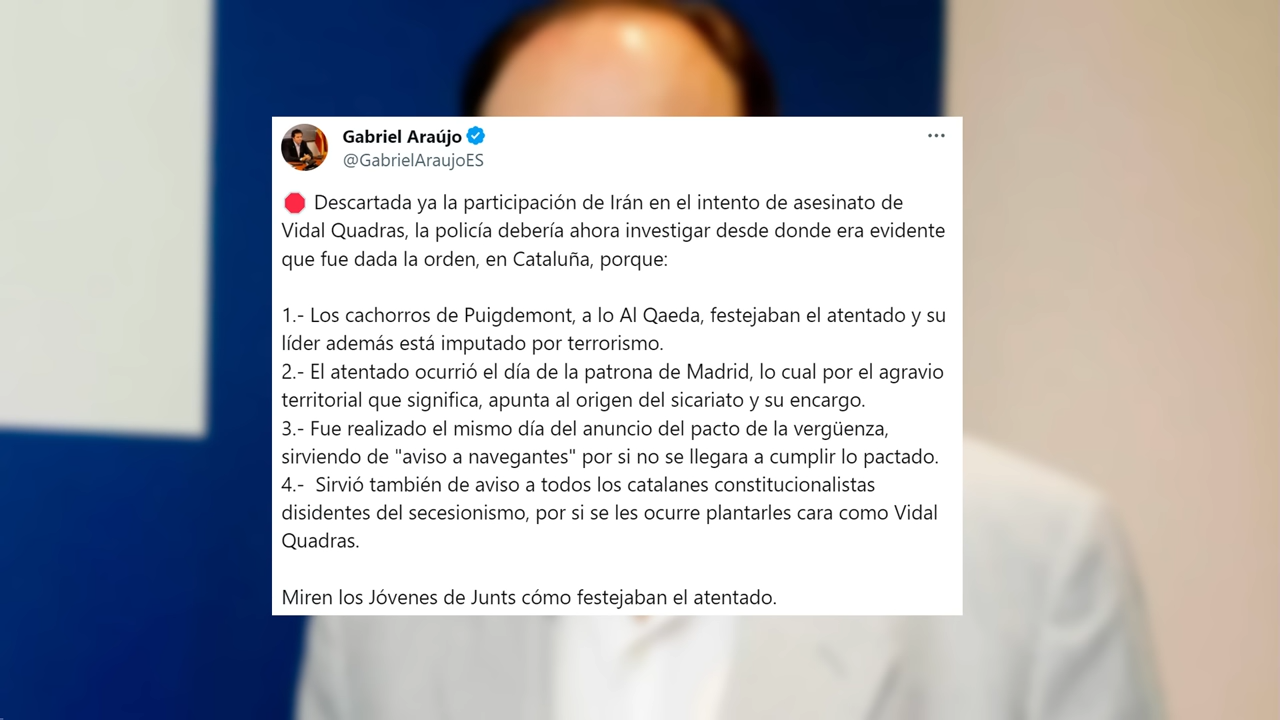 Gabriel Araújo
@GabrielAraujoES
Descartada ya la participación de Irán en el intento de asesinato de
Vidal Quadras, la policía debería ahora investigar desde donde era evidente
que fue dada la orden, en Cataluña, porque:
1.- Los cachorros de Puigdemont, a lo Al Qaeda, festejaban el atentado y su
líder además está imputado por terrorismo.
2.- El atentado ocurrió el día de la patrona de Madrid, lo cual por el agravio
territorial que significa, apunta al origen del sicariato y su encargo.
3.- Fue realizado el mismo día del anuncio del pacto de la vergüenza,
sirviendo de "aviso a navegantes" por si no se llegara a cumplir lo pactado.
4.- Sirvió también de aviso a todos los catalanes constitucionalistas
disidentes del secesionismo, por si se les ocurre plantarles cara como Vidal
Quadras.
Miren los Jóvenes de Junts cómo festejaban el atentado.